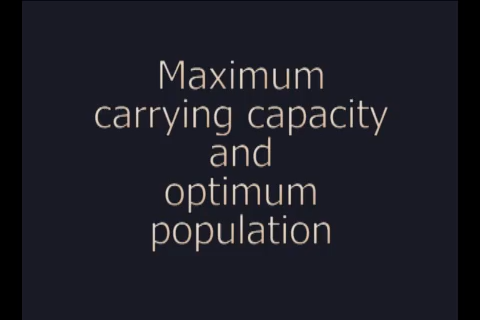 Maximum
carrying capacity
and
optimum
population